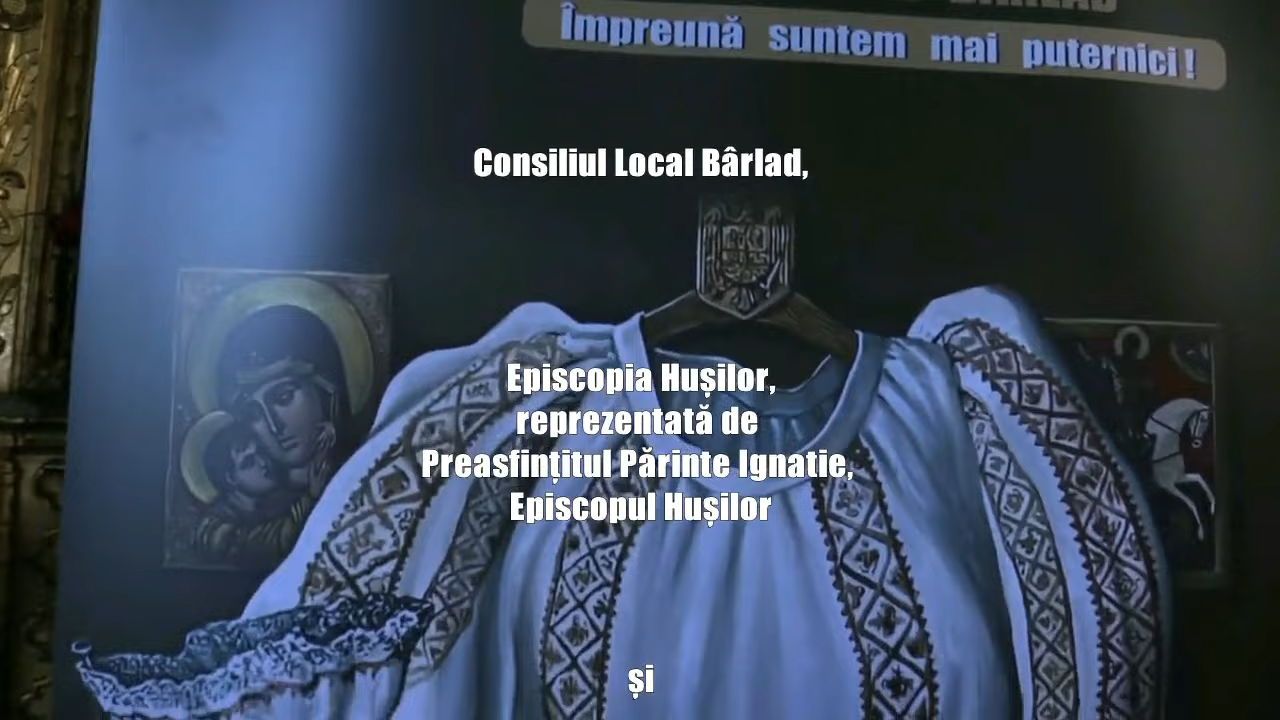 Împreună suntem mai puternici !
Consiliul Local Bârlad,
Episcopia Hușilor,
reprezentată de
Preasfințitul Părinte Ignatie,
Episcopul Hușilor
și